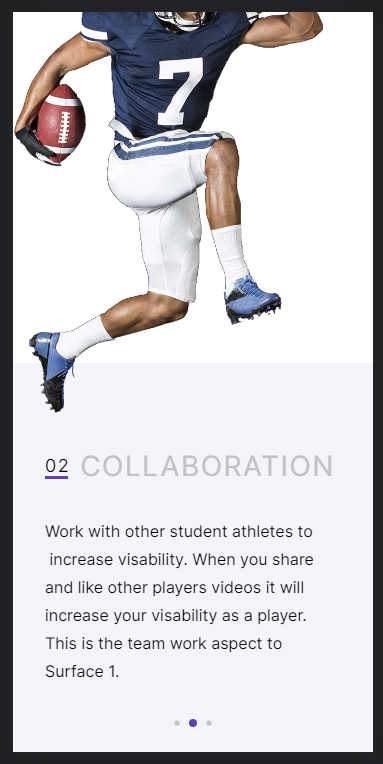 7
02 COLLABORATION
Work with other student athletes to
increase visability. When you share
and like other players videos it will
increase your visability as a player.
This is the team work aspect to
Surface 1.